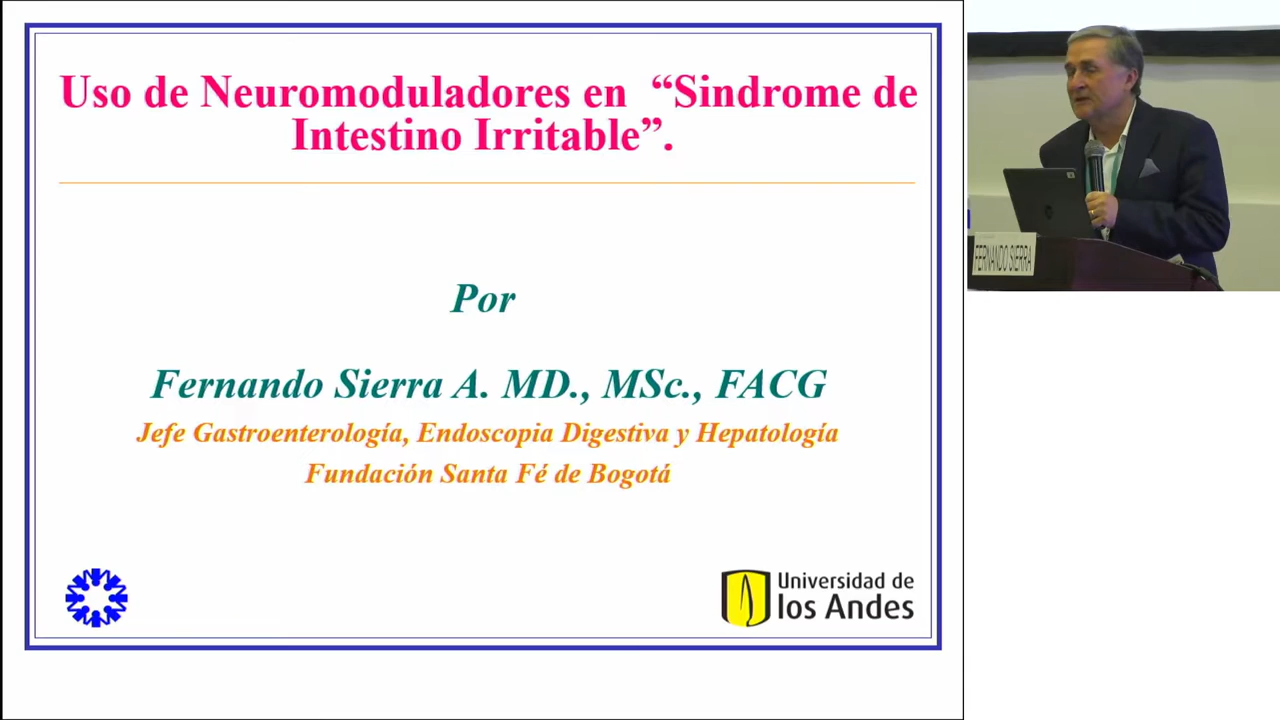 Uso de Neuromoduladores en “Sindrome de
Intestino Irritable”.
Por
Fernando Sierra A. MD., MSc., FACG
Jefe Gastroenterología, Endoscopia Digestiva y Hepatología
Fundación Santa Fé de Bogotá
Universidad de
los Andes
FERNANDO SIERRA